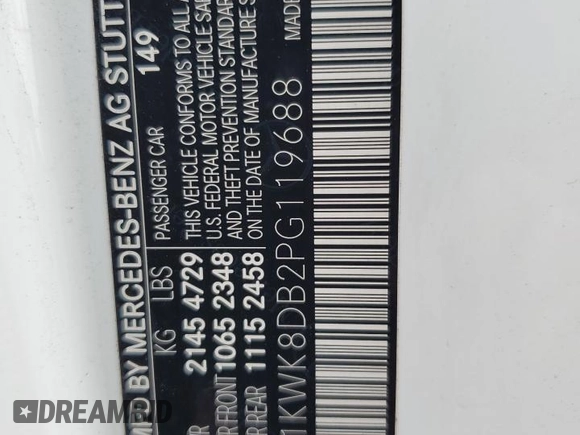 MFD BY MERCEDES-BENZ AG STUTT
149
PASSENGER CAR
KG LBS
2145 4729
FRONT 1065 2348
REAR 1115 2458
THIS VEHICLE CONFORMS TO ALL
U.S. FEDERAL MOTOR VEHICLE SAF
AND THEFT PREVENTION STANDAR
ON THE DATE OF MANUFACTURE S
1KWK8DB2PG119688
MADE
DREAMRID